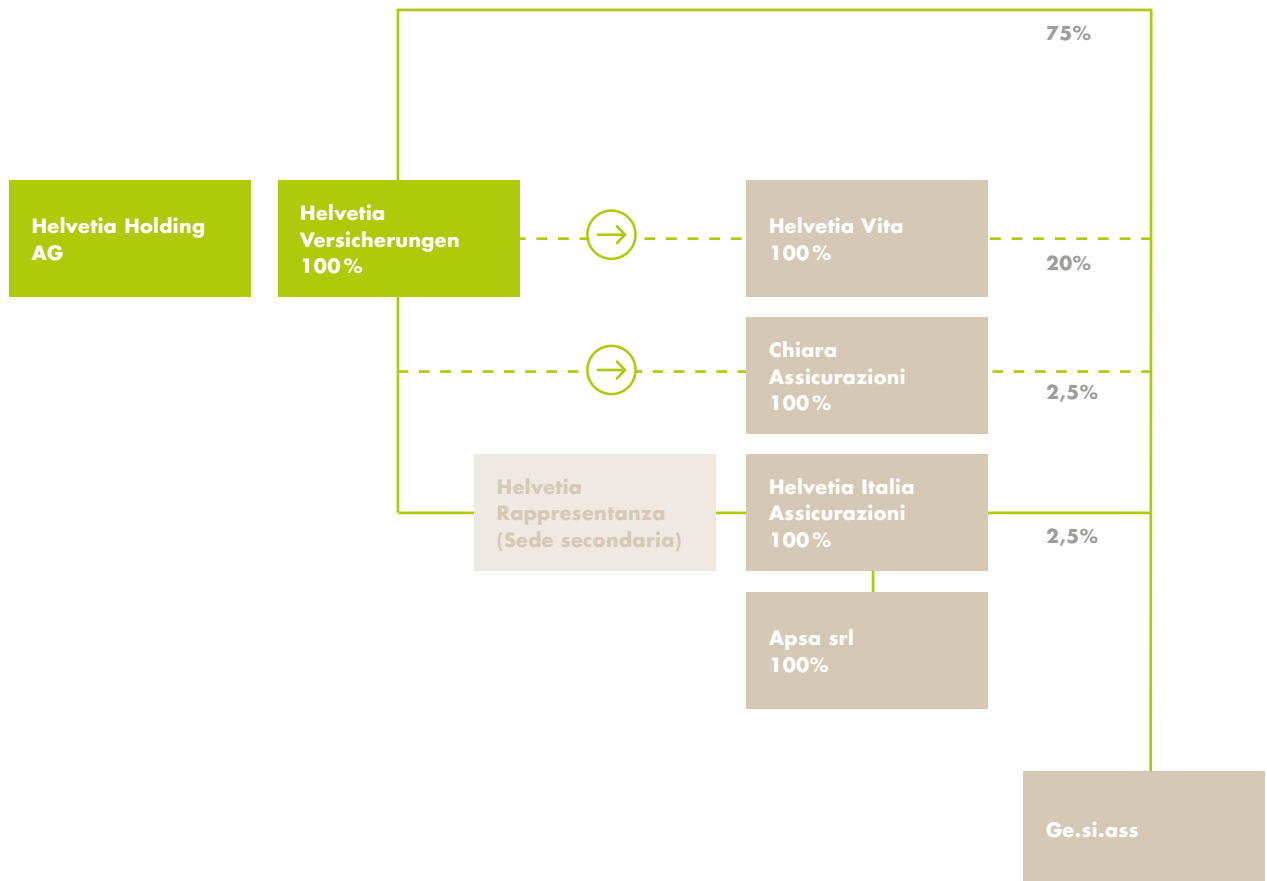 75%
Helvetia Holding
AG
Helvetia
Versicherungen
100%
Helvetia Vita
100%
20%
Chiara
Assicurazioni
100%
2,5%
Helvetia
Rappresentanza
(Sede secondaria)
Helvetia Italia
Assicurazioni
100%
2,5%
Apsa srl
100%
Ge.si.ass